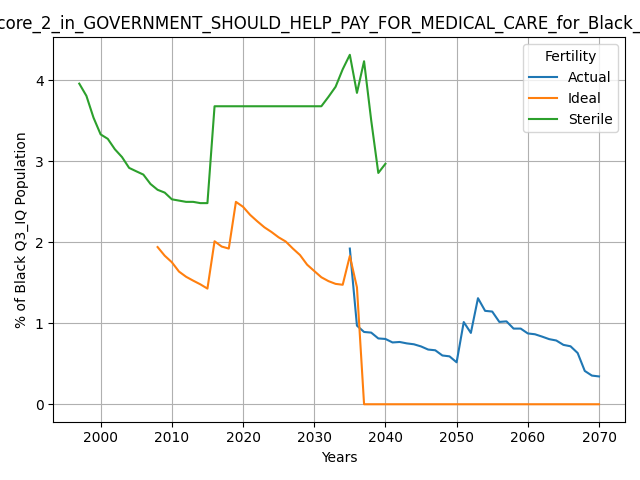 core_2_in_GOVERNMENT_SHOULD_HELP_PAY_FOR_MEDICAL_CARE_for_Black_
Fertility
Actual
Ideal
Sterile
% of Black Q3_IQ Population
4
3
2
1
0
2000 2010 2020 2030 2040 2050 2060 2070
Years